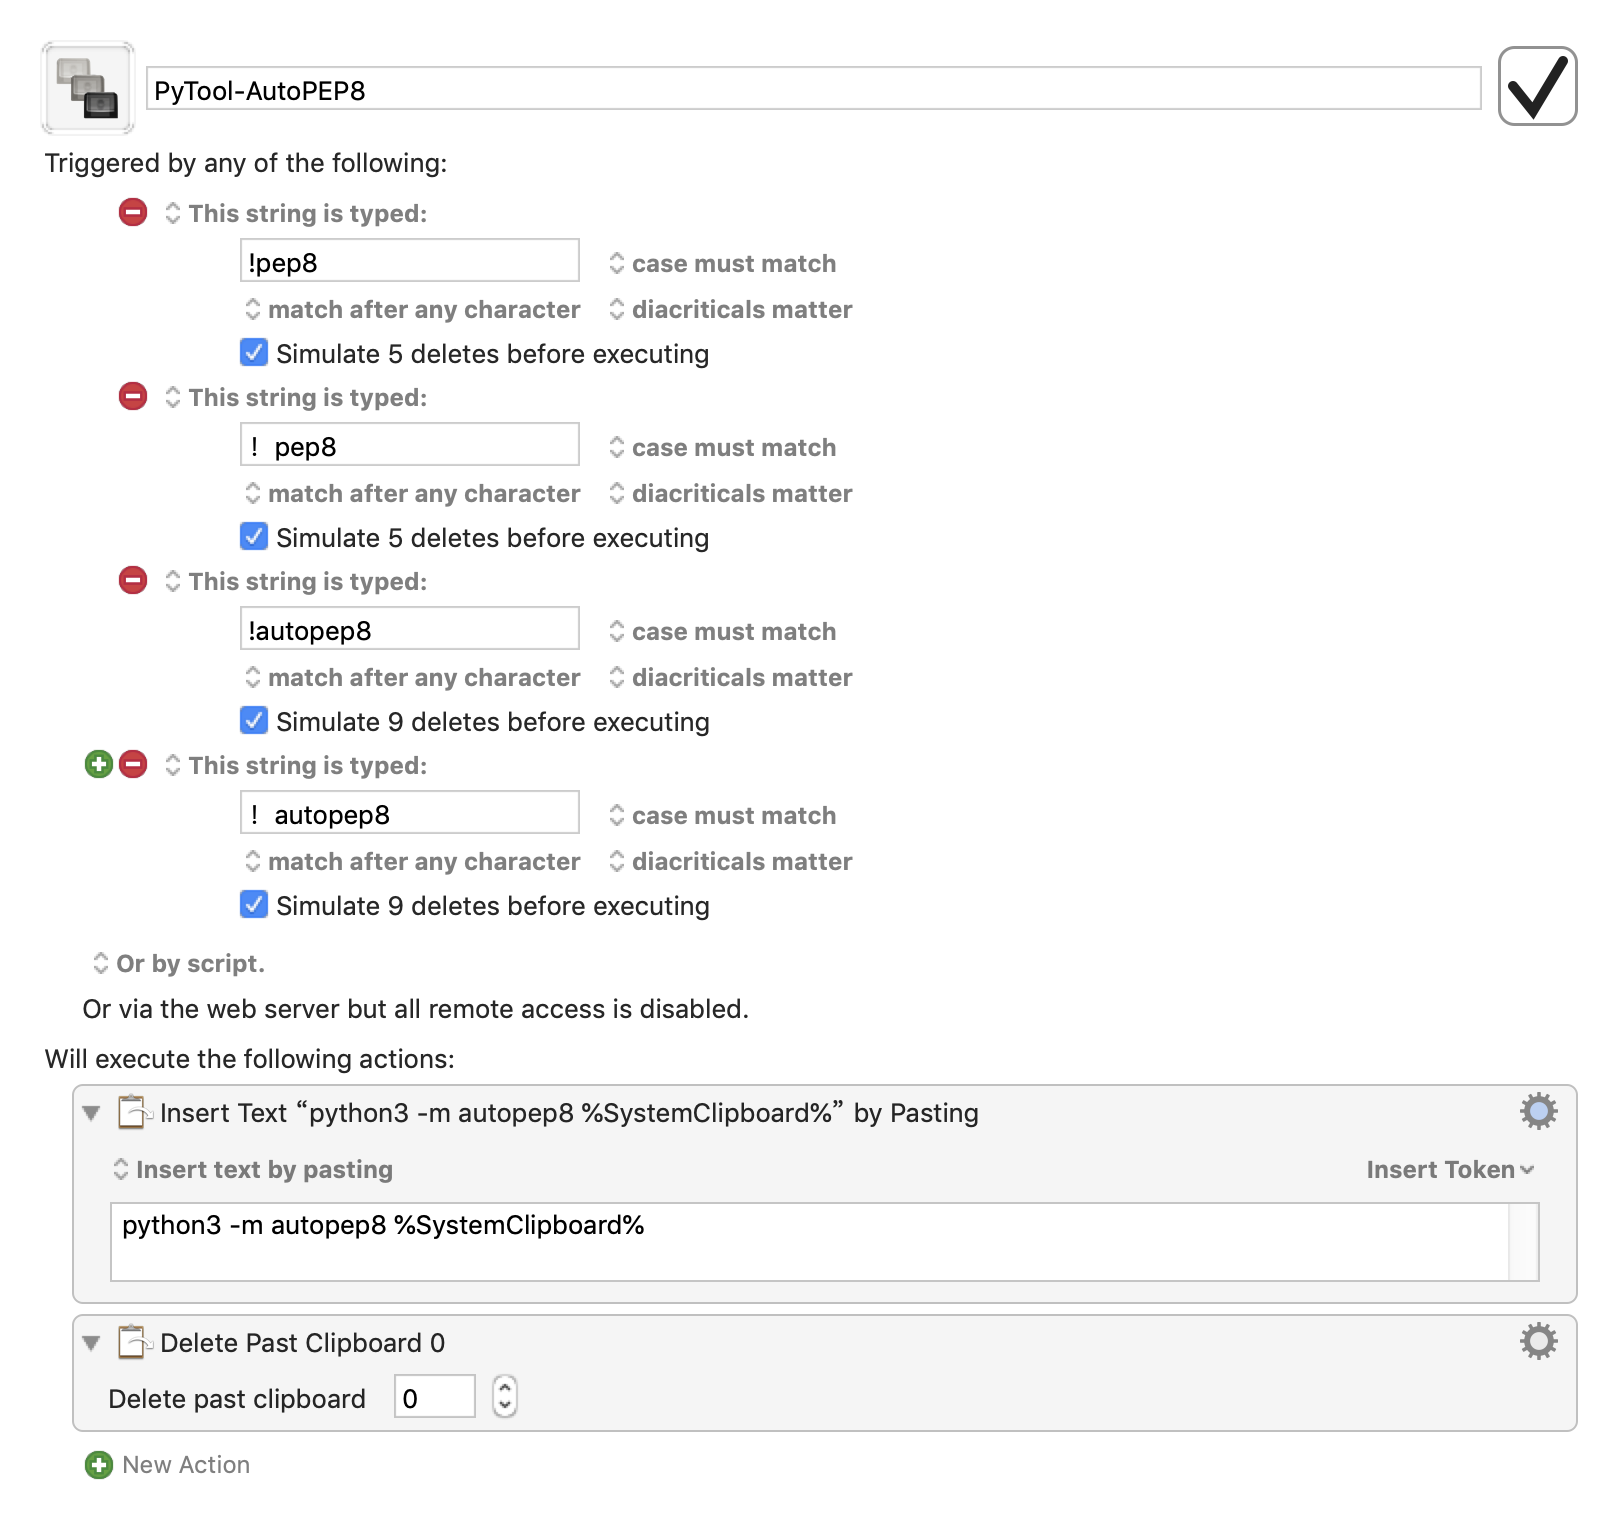 PyTool-AutoPEP8
Triggered by any of the following:
This string is typed:
!pep8 case must match
match after any character diacriticals matter
Simulate 5 deletes before executing
This string is typed:
! pep8 case must match
match after any character diacriticals matter
Simulate 5 deletes before executing
This string is typed:
!autopep8 case must match
match after any character diacriticals matter
Simulate 9 deletes before executing
This string is typed:
! autopep8 case must match
match after any character diacriticals matter
Simulate 9 deletes before executing
Or by script.
Or via the web server but all remote access is disabled.
Will execute the following actions:
Insert Text “python3 -m autopep8 %SystemClipboard%” by Pasting
Insert text by pasting Insert Token
python3 -m autopep8 %SystemClipboard%
Delete Past Clipboard 0
Delete past clipboard 0
New Action